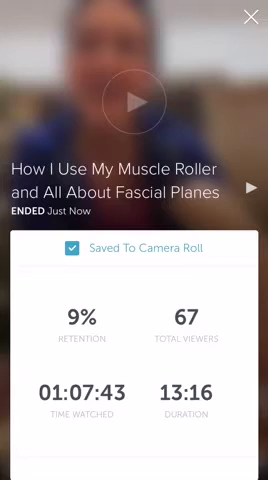 How I Use My Muscle Roller
and All About Fascial Planes
ENDED Just Now
Saved To Camera Roll
9% 67
RETENTION TOTAL VIEWERS
01:07:43 13:16
TIME WATCHED DURATION